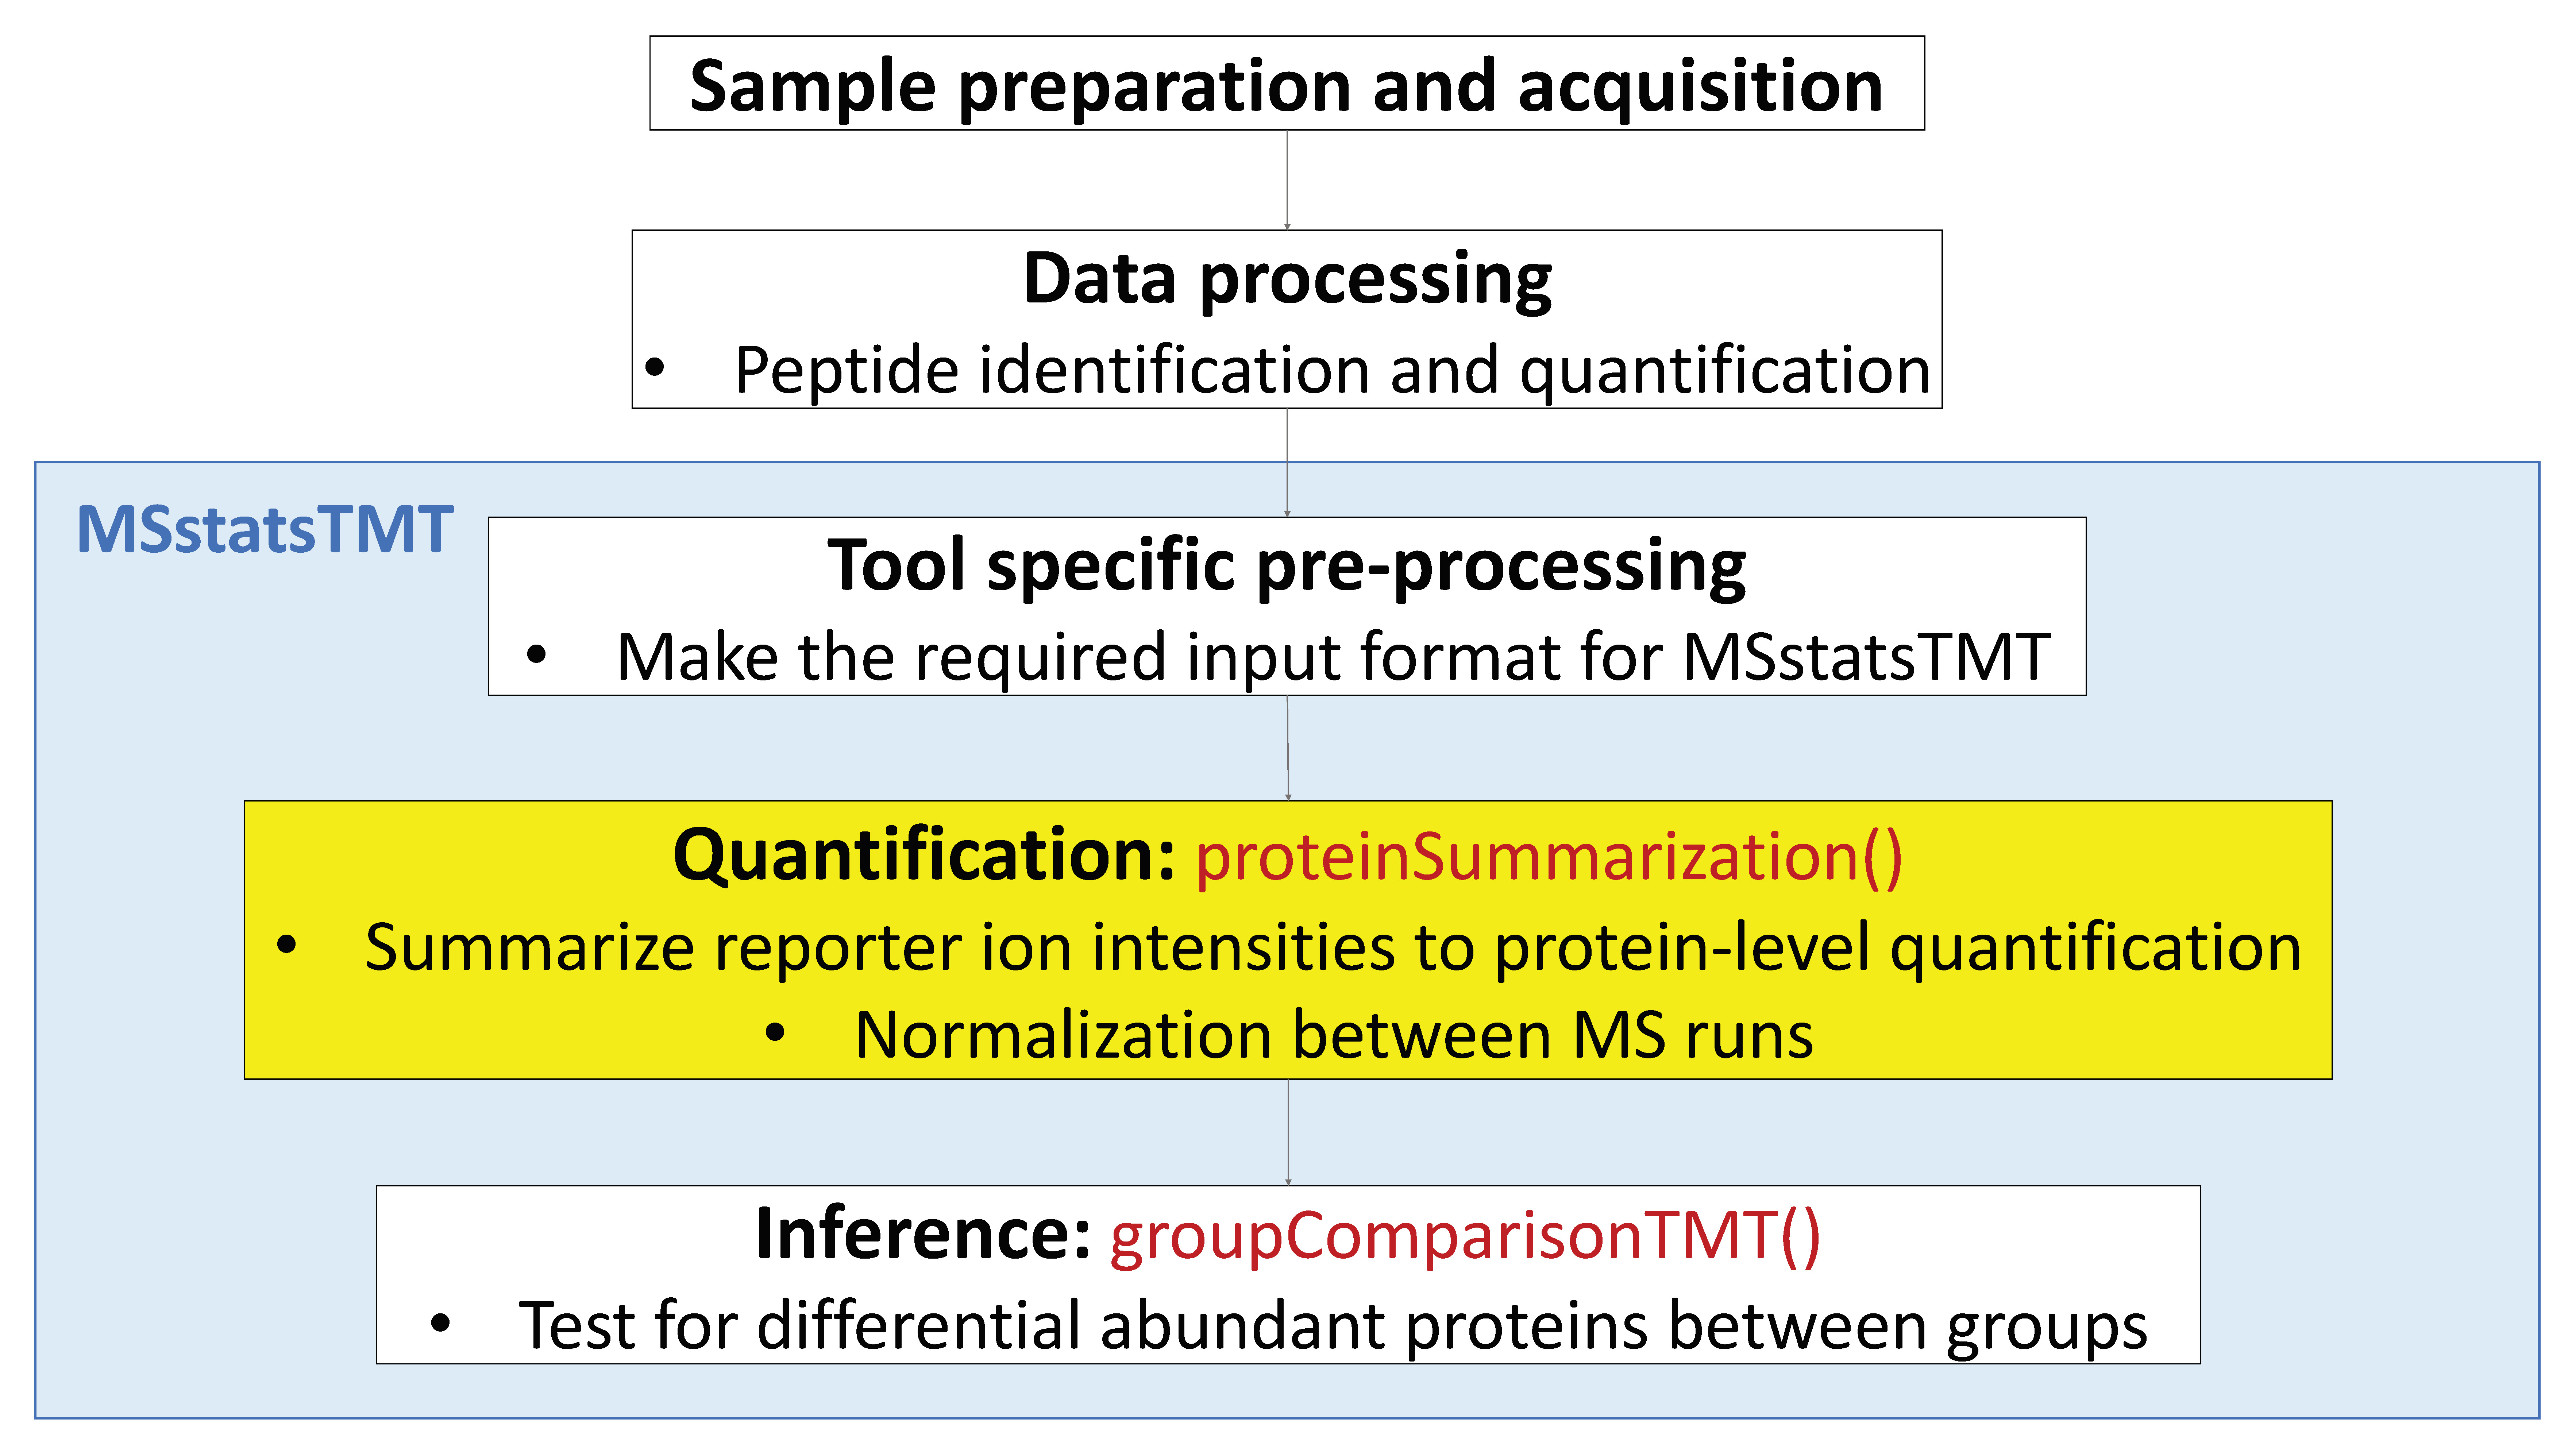 Sample preparation and acquisition
Data processing
• Peptide identification and quantification
MSstatsTMT
Tool specific pre-processing
• Make the required input format for MSstatsTMT
Quantification: proteinSummarization()
• Summarize reporter ion intensities to protein-level quantification
• Normalization between MS runs
Inference: groupComparisonTMT()
• Test for differential abundant proteins between groups